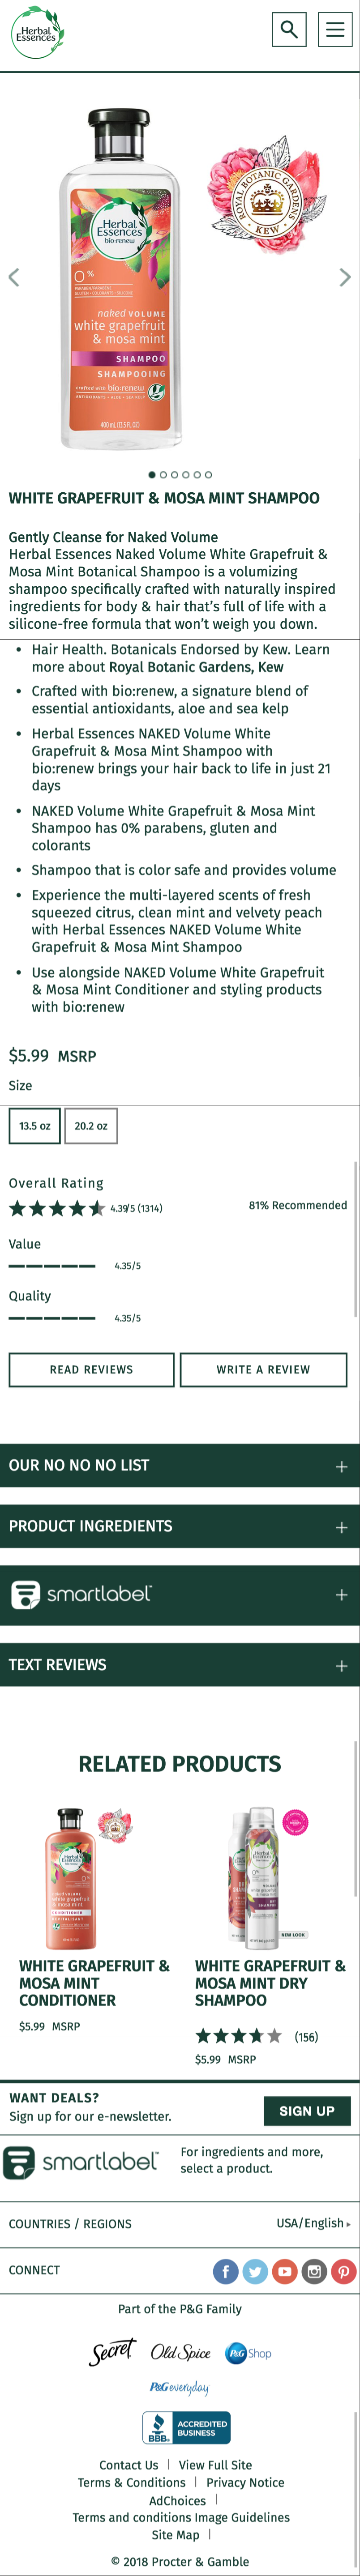 Herbal
Essences
ROYAL BOTANIC GARDENS,
KEW
Herbal
Essences
bio:renew
0%
naked VOLUME
white grapefruit
& mosa mint
SHAMPOO
SHAMPOOING
crafted with bio:renew
ANTIOXIDANTS • ALOE • SEA KELP
400 mL (13.5 FL OZ)
WHITE GRAPEFRUIT & MOSA MINT SHAMPOO
Gently Cleanse for Naked Volume
Herbal Essences Naked Volume White Grapefruit &
Mosa Mint Botanical Shampoo is a volumizing
shampoo specifically crafted with naturally inspired
ingredients for body & hair that's full of life with a
silicone-free formula that won't weigh you down.
• Hair Health. Botanicals Endorsed by Kew. Learn
more about Royal Botanic Gardens, Kew
• Crafted with bio:renew, a signature blend of
essential antioxidants, aloe and sea kelp
• Herbal Essences NAKED Volume White
Grapefruit & Mosa Mint Shampoo with
bio:renew brings your hair back to life in just 21
days
• NAKED Volume White Grapefruit & Mosa Mint
Shampoo has 0% parabens, gluten and
colorants
• Shampoo that is color safe and provides volume
• Experience the multi-layered scents of fresh
squeezed citrus, clean mint and velvety peach
with Herbal Essences NAKED Volume White
Grapefruit & Mosa Mint Shampoo
• Use alongside NAKED Volume White Grapefruit
& Mosa Mint Conditioner and styling products
with bio:renew
$5.99 MSRP
Size
13.5 oz 20.2 oz
Overall Rating
4.39/5 (1314) 81% Recommended
Value
4.35/5
Quality
4.35/5
READ REVIEWS WRITE A REVIEW
OUR NO NO NO LIST +
PRODUCT INGREDIENTS +
smartlabel™ +
TEXT REVIEWS +
RELATED PRODUCTS
Herbal
Essences
white grapefruit
& mosa mint
CONDITIONER
NEW LOOK
WHITE GRAPEFRUIT &
MOSA MINT
CONDITIONER
$5.99 MSRP
WHITE GRAPEFRUIT &
MOSA MINT DRY
SHAMPOO
(156)
$5.99 MSRP
WANT DEALS?
Sign up for our e-newsletter.
SIGN UP
smartlabel™
For ingredients and more,
select a product.
COUNTRIES / REGIONS USA/English
CONNECT
Part of the P&G Family
Secret Old Spice P&G Shop
P&G everyday
BBB. ACCREDITED
BUSINESS
Contact Us | View Full Site
Terms & Conditions | Privacy Notice
AdChoices |
Terms and conditions Image Guidelines
Site Map |
© 2018 Procter & Gamble